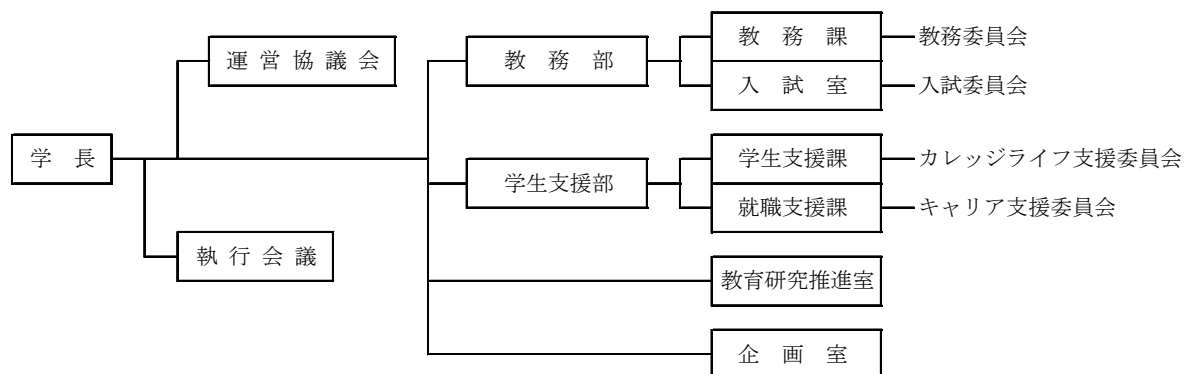 運営協議会
教務部
教務課
教務委員会
入試室
入試委員会
学長
学生支援部
学生支援課
カレッジライフ支援委員会
就職支援課
キャリア支援委員会
執行会議
教育研究推進室
企画室